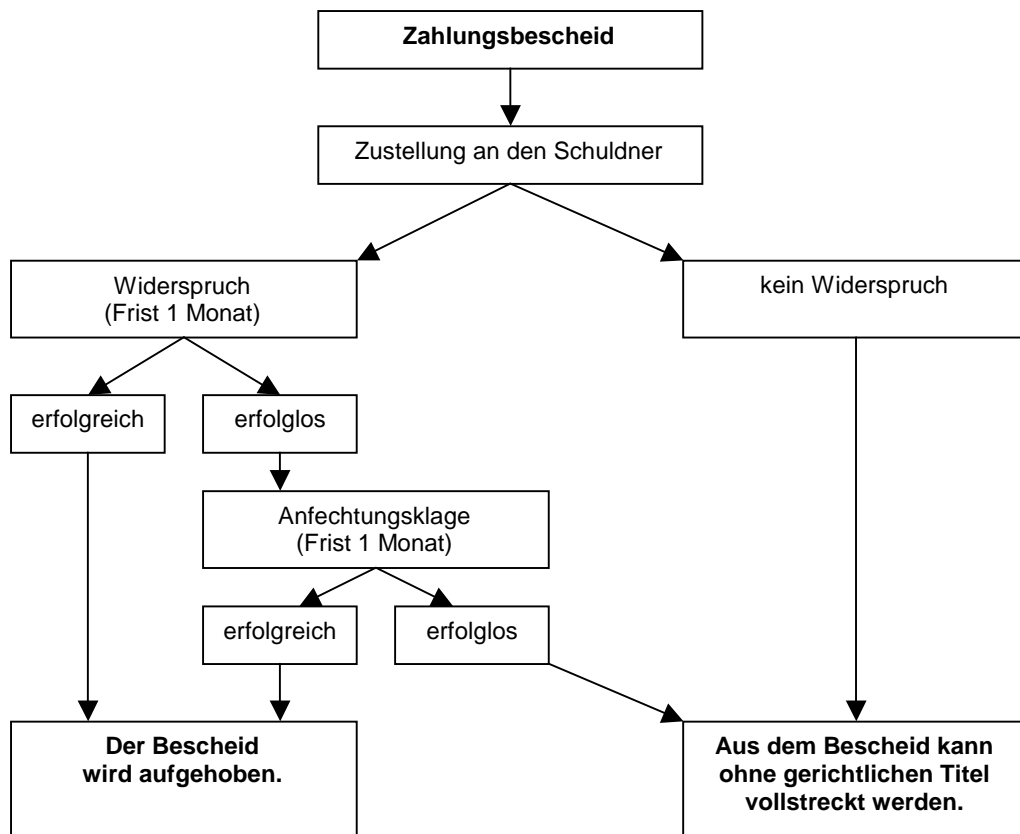 Zahlungsbescheid
Zustellung an den Schuldner
Widerspruch
(Frist 1 Monat)
kein Widerspruch
erfolgreich
erfolglos
Anfechtungsklage
(Frist 1 Monat)
erfolgreich
erfolglos
Der Bescheid
wird aufgehoben.
Aus dem Bescheid kann
ohne gerichtlichen Titel
vollstreckt werden.